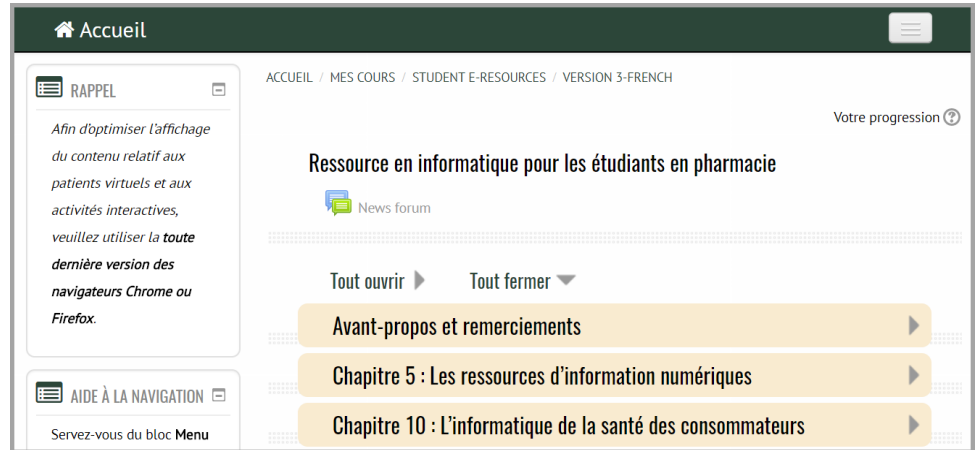 Accueil
RAPPEL
Afin d'optimiser l'affichage
du contenu relatif aux
patients virtuels et aux
activités interactives,
veuillez utiliser la toute
dernière version des
navigateurs Chrome ou
Firefox.
AIDE À LA NAVIGATION
Servez-vous du bloc Menu
ACCUEIL / MES COURS / STUDENT E-RESOURCES / VERSION 3-FRENCH
Votre progression
Ressource en informatique pour les étudiants en pharmacie
News forum
Tout ouvrir Tout fermer
Avant-propos et remerciements
Chapitre 5 : Les ressources d'information numériques
Chapitre 10 : L'informatique de la santé des consommateurs